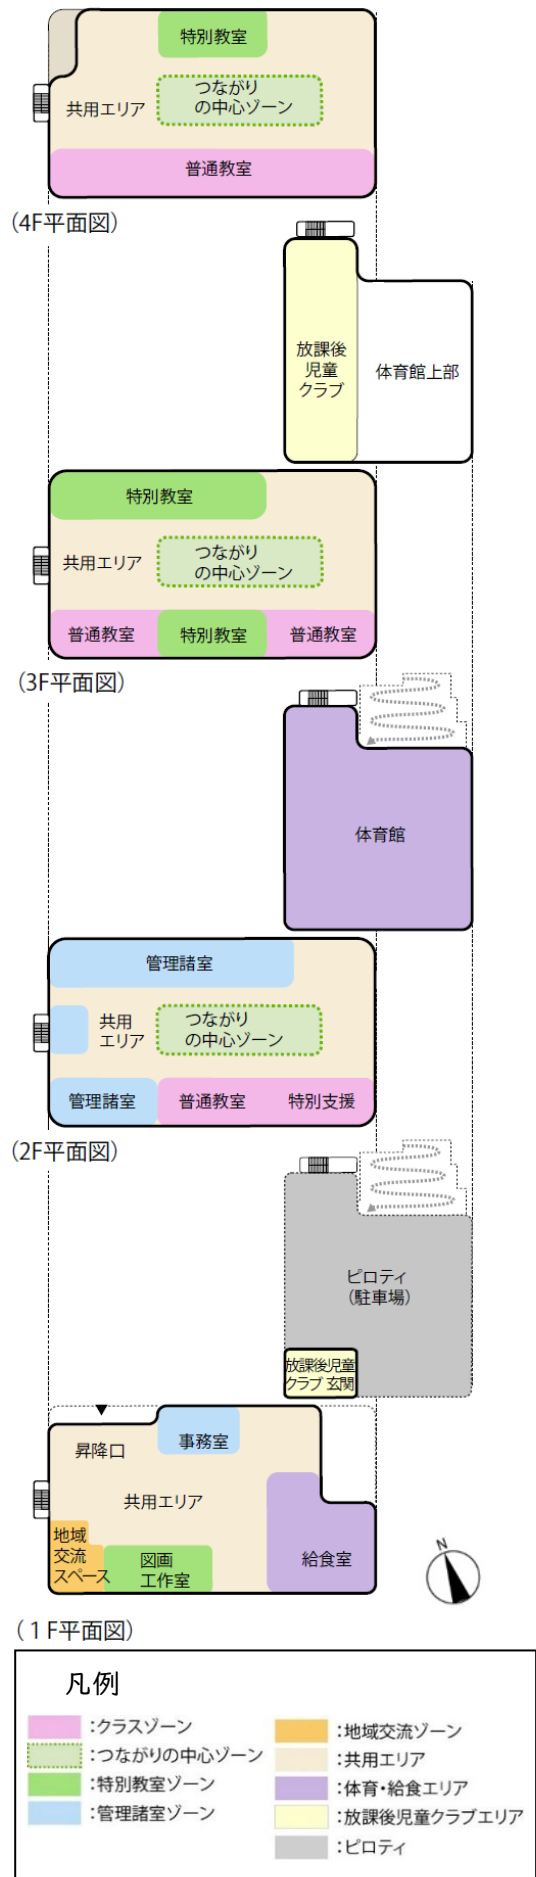 特別教室
つながり
の中心ゾーン
共用エリア
普通教室
(4F平面図)
放課後
児童
クラブ
体育館上部
特別教室
つながり
の中心ゾーン
共用エリア
普通教室
特別教室
普通教室
(3F平面図)
体育館
管理諸室
共用
エリア
つながり
の中心ゾーン
管理諸室
普通教室
特別支援
(2F平面図)
ピロティ
(駐車場)
放課後児童
クラブ 玄関
事務室
昇降口
共用エリア
地域
交流
スペース
図画
工作室
給食室
N
(1F平面図)
凡例
:クラスゾーン
:つながりの中心ゾーン
:特別教室ゾーン
:管理諸室ゾーン
:地域交流ゾーン
:共用エリア
:体育・給食エリア
:放課後児童クラブエリア
:ピロティ